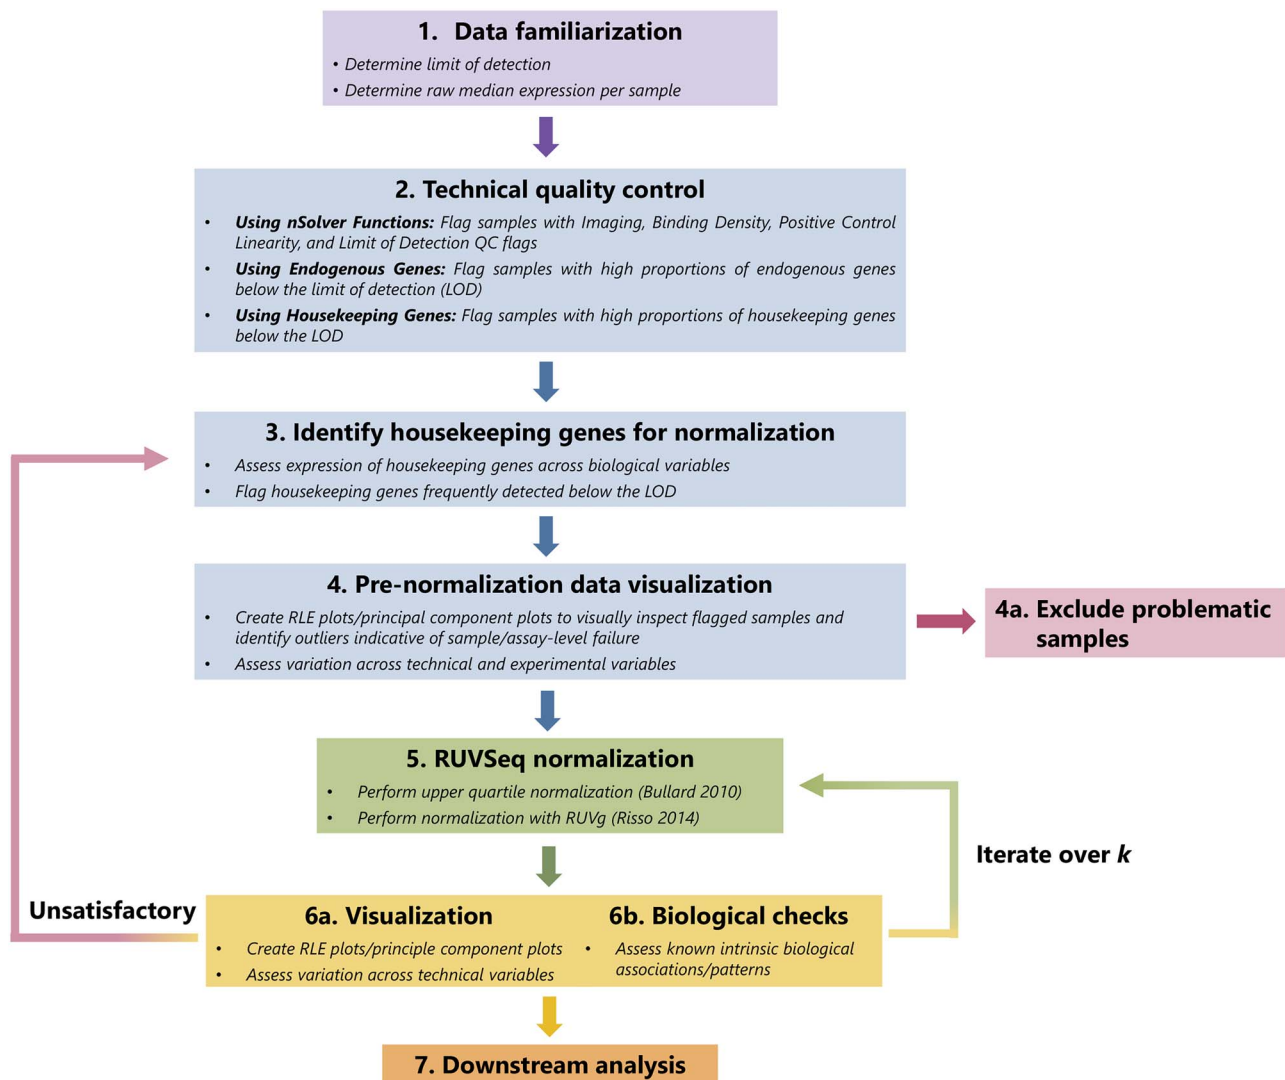 1. Data familiarization
• Determine limit of detection
• Determine raw median expression per sample
2. Technical quality control
• Using nSolver Functions: Flag samples with Imaging, Binding Density, Positive Control
Linearity, and Limit of Detection QC flags
• Using Endogenous Genes: Flag samples with high proportions of endogenous genes
below the limit of detection (LOD)
• Using Housekeeping Genes: Flag samples with high proportions of housekeeping genes
below the LOD
3. Identify housekeeping genes for normalization
• Assess expression of housekeeping genes across biological variables
• Flag housekeeping genes frequently detected below the LOD
4. Pre-normalization data visualization
• Create RLE plots/principal component plots to visually inspect flagged samples and
identify outliers indicative of sample/assay-level failure
• Assess variation across technical and experimental variables
4a. Exclude problematic
samples
5. RUVSeq normalization
• Perform upper quartile normalization (Bullard 2010)
• Perform normalization with RUVg (Risso 2014)
Iterate over k
Unsatisfactory
6a. Visualization
• Create RLE plots/principle component plots
• Assess variation across technical variables
6b. Biological checks
• Assess known intrinsic biological
associations/patterns
7. Downstream analysis